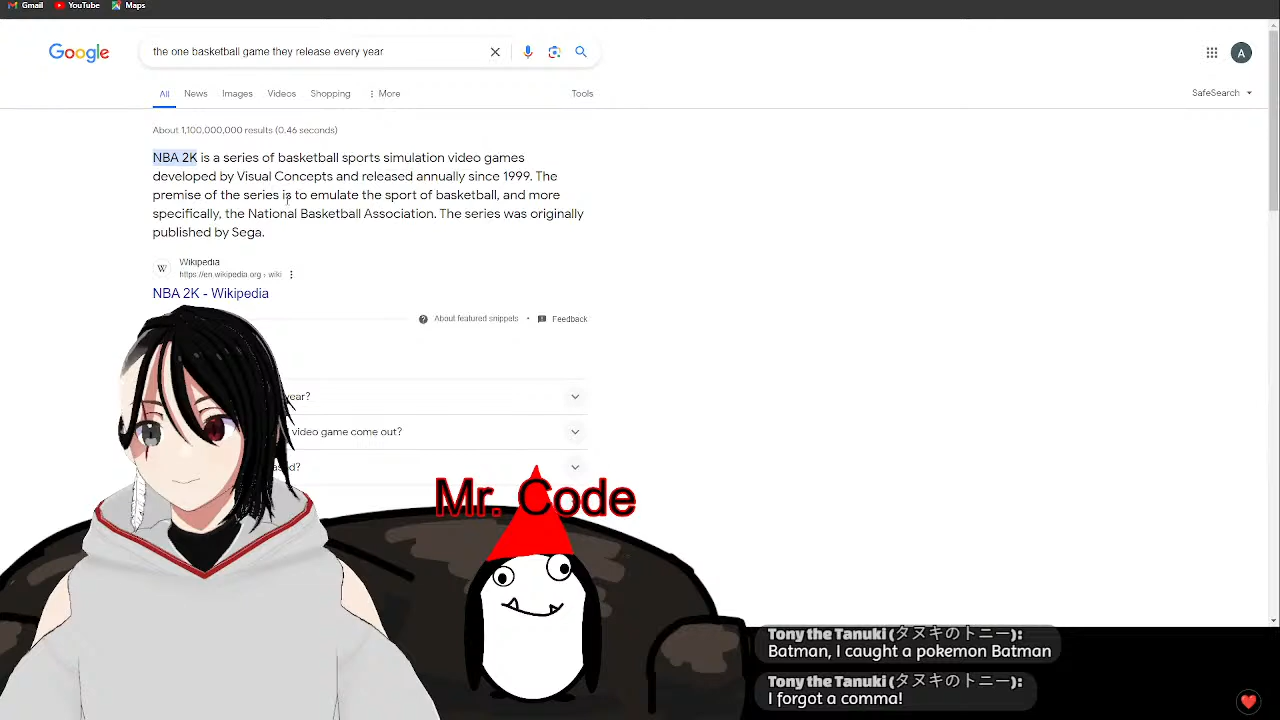 Gmail YouTube Maps
Google the one basketball game they release every year A
All News Images Videos Shopping More Tools SafeSearch
About 1,100,000,000 results (0.46 seconds)
NBA 2K is a series of basketball sports simulation video games
developed by Visual Concepts and released annually since 1999. The
premise of the series is to emulate the sport of basketball, and more
specifically, the National Basketball Association. The series was originally
published by Sega.
W Wikipedia
https://en.wikipedia.org › wiki
NBA 2K - Wikipedia
About featured snippets • Feedback
year?
video game come out?
Mr. Code
Tony the Tanuki (タヌキのトニー):
Batman, I caught a pokemon Batman
Tony the Tanuki (タヌキのトニー):
I forgot a comma!